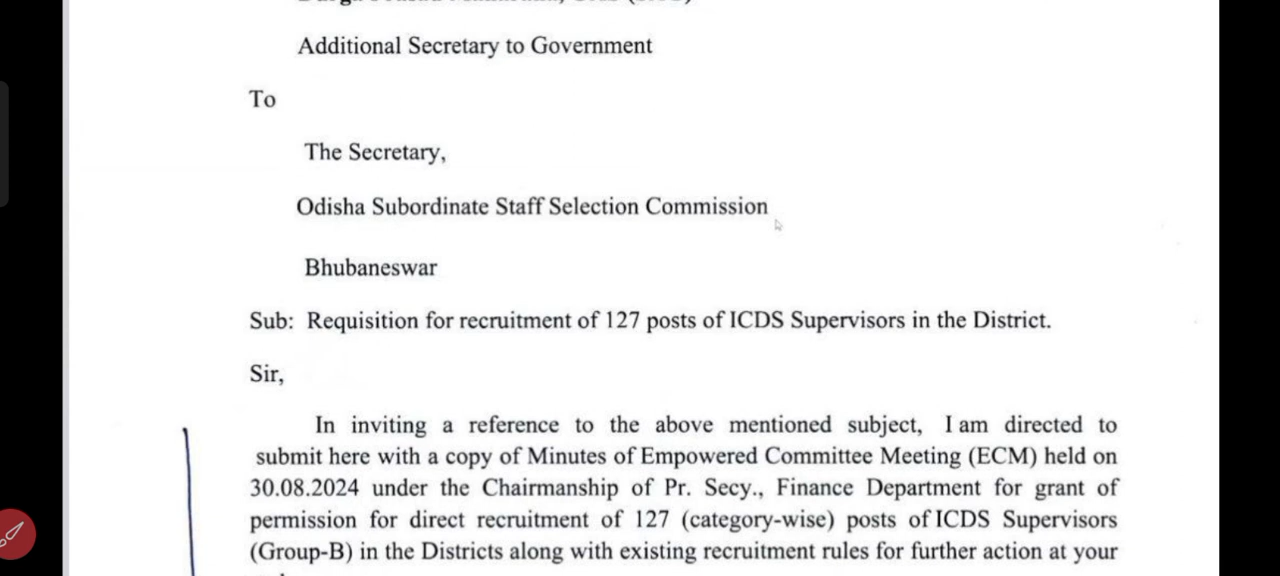 Additional Secretary to Government
To
The Secretary,
Odisha Subordinate Staff Selection Commission
Bhubaneswar
Sub: Requisition for recruitment of 127 posts of ICDS Supervisors in the District.
Sir,
In inviting a reference to the above mentioned subject, I am directed to
submit here with a copy of Minutes of Empowered Committee Meeting (ECM) held on
30.08.2024 under the Chairmanship of Pr. Secy., Finance Department for grant of
permission for direct recruitment of 127 (category-wise) posts of ICDS Supervisors
(Group-B) in the Districts along with existing recruitment rules for further action at your